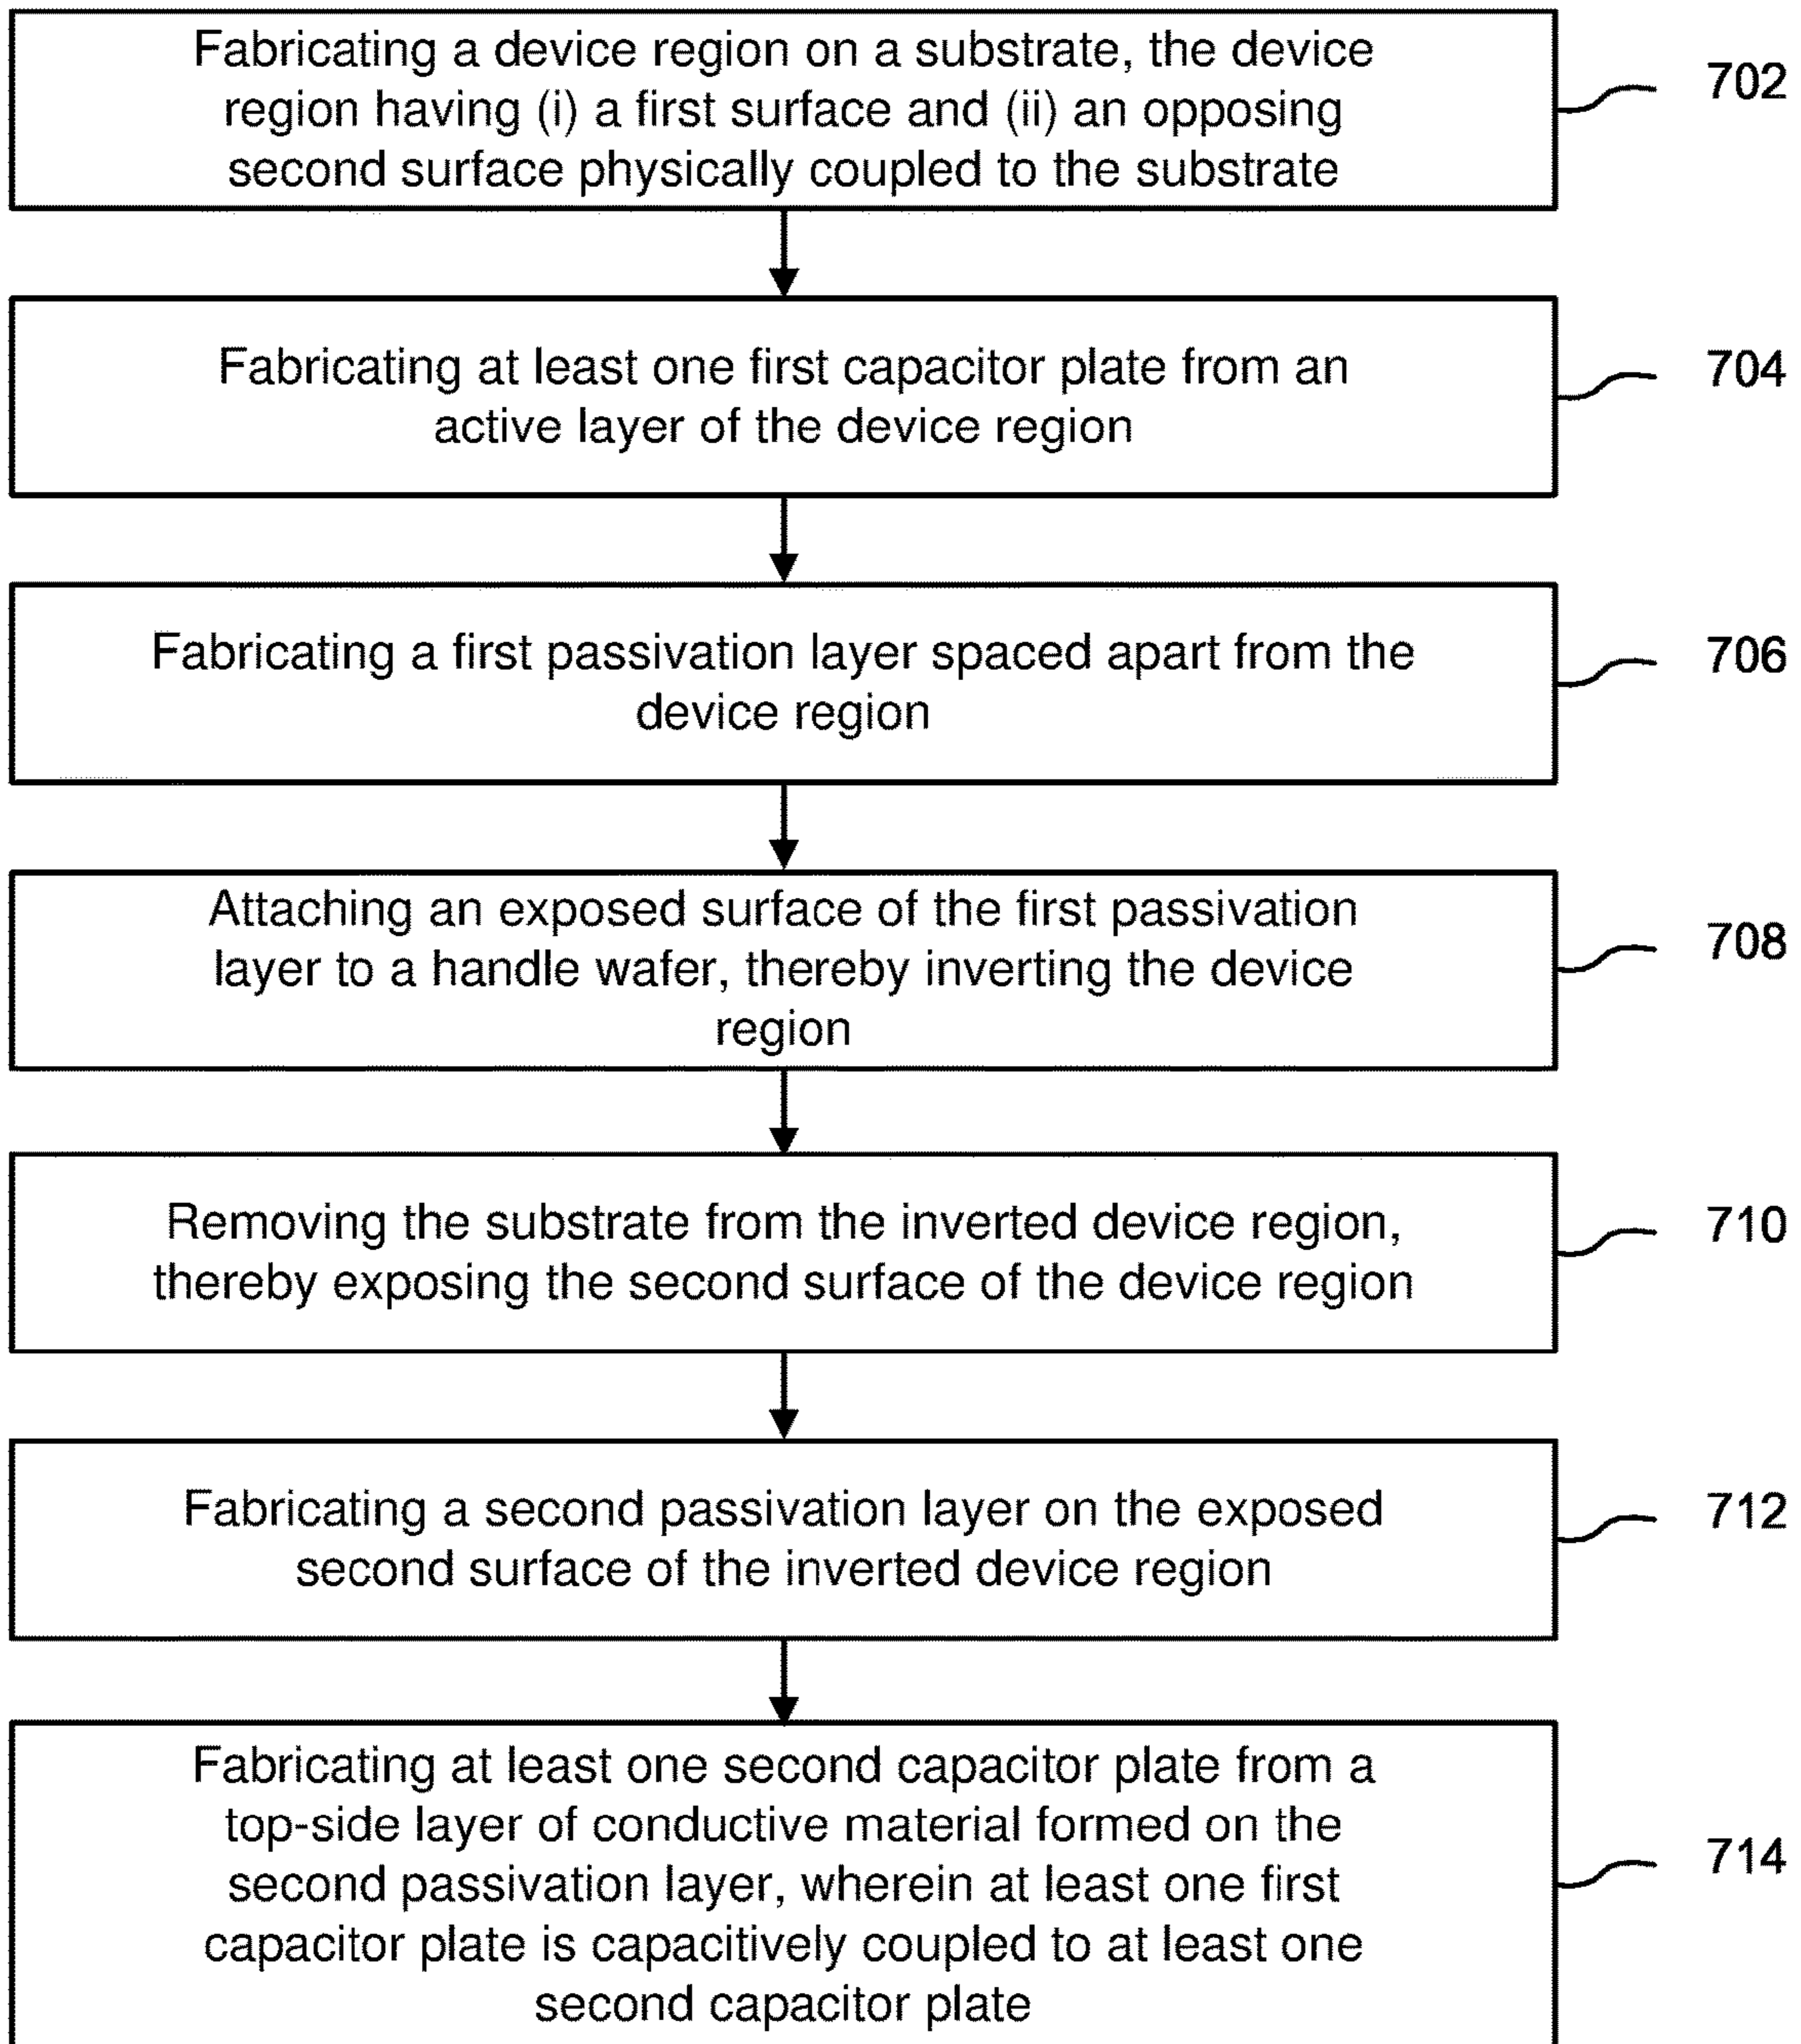 Fabricating a device region on a substrate, the device
region having (i) a first surface and (ii) an opposing
second surface physically coupled to the substrate
702
Fabricating at least one first capacitor plate from an
active layer of the device region
704
Fabricating a first passivation layer spaced apart from the
device region
706
Attaching an exposed surface of the first passivation
layer to a handle wafer, thereby inverting the device
region
708
Removing the substrate from the inverted device region,
thereby exposing the second surface of the device region
710
Fabricating a second passivation layer on the exposed
second surface of the inverted device region
712
Fabricating at least one second capacitor plate from a
top-side layer of conductive material formed on the
second passivation layer, wherein at least one first
capacitor plate is capacitively coupled to at least one
second capacitor plate
714